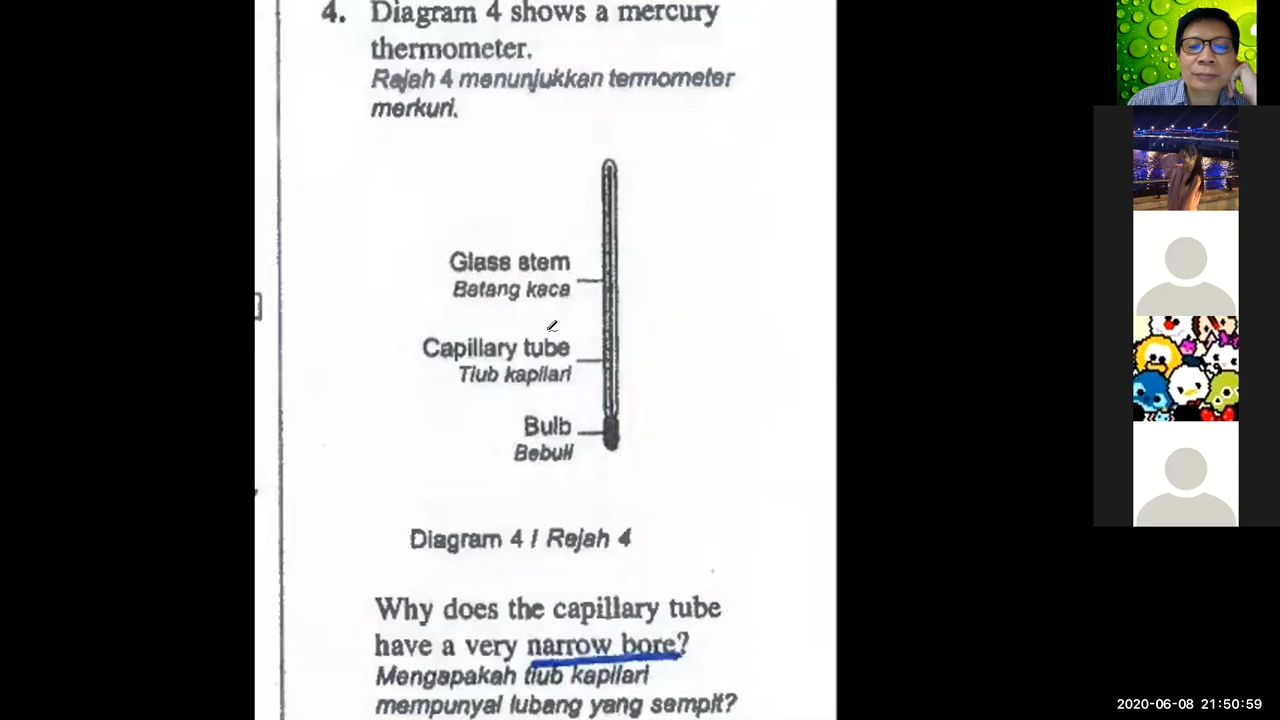 4. Diagram 4 shows a mercury
thermometer.
Rajah 4 menunjukkan termometer
merkuri.
Glass stem
Batang kaca
Capillary tube
Tiub kapilari
Bulb
Bebuli
Diagram 4 / Rajah 4
Why does the capillary tube
have a very narrow bore?
Mengapakah tiub kapilari
mempunyai lubang yang sempit?
2020-06-08 21:50:59